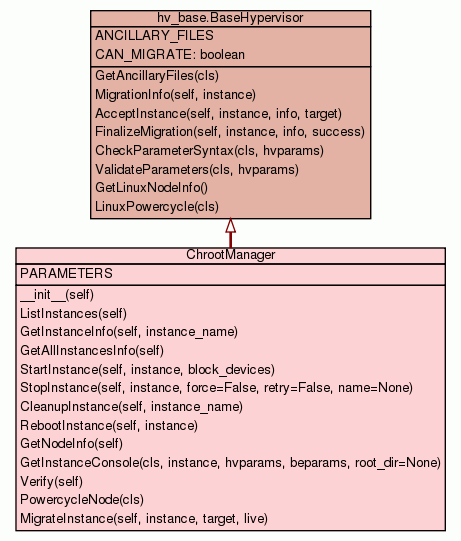 hv_base.BaseHypervisor
ANCILLARY_FILES
CAN_MIGRATE: boolean
GetAncillaryFiles(cls)
MigrationInfo(self, instance)
AcceptInstance(self, instance, info, target)
FinalizeMigration(self, instance, info, success)
CheckParameterSyntax(cls, hvparams)
ValidateParameters(cls, hvparams)
GetLinuxNodeInfo()
LinuxPowercycle(cls)
ChrootManager
PARAMETERS
__init__(self)
ListInstances(self)
GetInstanceInfo(self, instance_name)
GetAllInstancesInfo(self)
StartInstance(self, instance, block_devices)
StopInstance(self, instance, force=False, retry=False, name=None)
CleanupInstance(self, instance_name)
RebootInstance(self, instance)
GetNodeInfo(self)
GetInstanceConsole(cls, instance, hvparams, beparams, root_dir=None)
Verify(self)
PowercycleNode(cls)
MigrateInstance(self, instance, target, live)